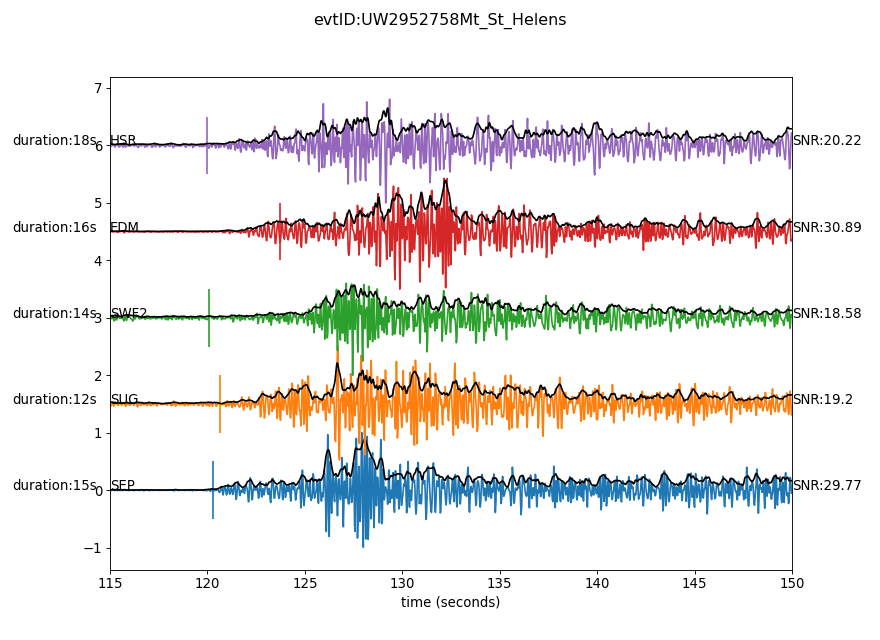 evtID:UW2952758Mt_St_Helens
7
duration:18s HSR SNR:20.22
6
5
duration:16s EDM SNR:30.89
4
duration:14s SWF2 SNR:18.58
3
2
duration:12s SUG SNR:19.2
1
duration:15s SEP SNR:29.77
0
−1
115 120 125 130 135 140 145 150
time (seconds)